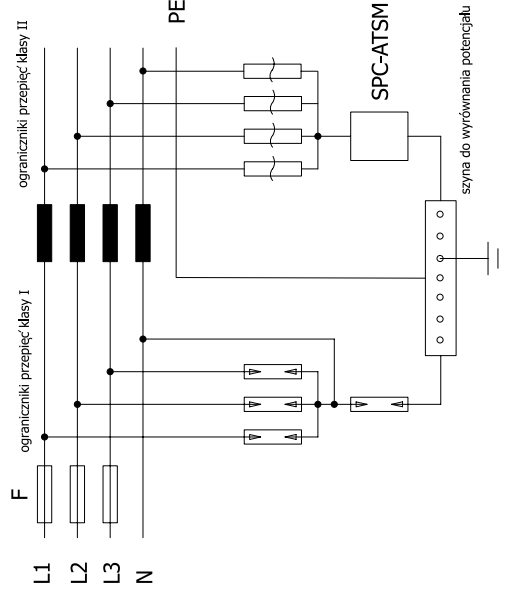 L1
L2
L3
N
F
ograniczniki przepięć klasy I
ograniczniki przepięć klasy II
PE
SPC-ATSM
szyna do wyrównania potencjału